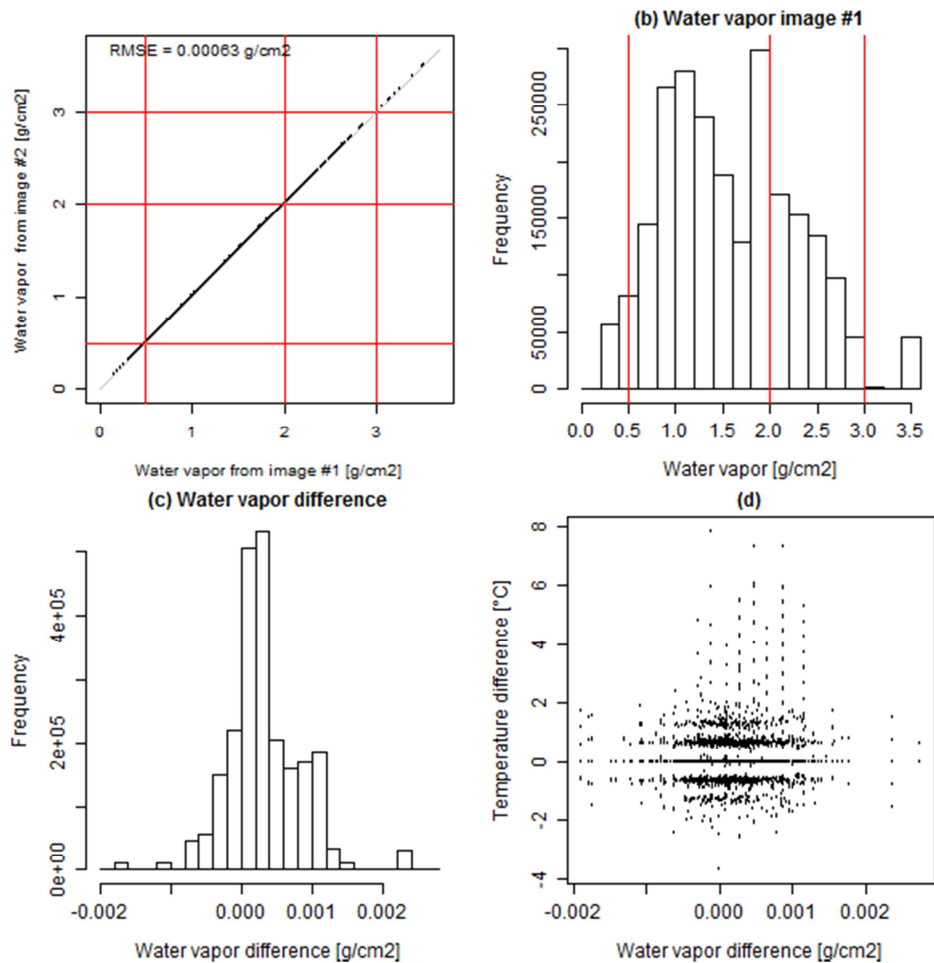 RMSE = 0.00063 g/cm2
Water vapor from image #2 [g/cm2]
3
2
1
0
0 1 2 3
Water vapor from image #1 [g/cm2]
(b) Water vapor image #1
Frequency
250000
150000
50000
0
0.0 0.5 1.0 1.5 2.0 2.5 3.0 3.5
Water vapor [g/cm2]
(c) Water vapor difference
Frequency
4e+05
2e+05
0e+00
-0.002 0.000 0.001 0.002
Water vapor difference [g/cm2]
(d)
Temperature difference [°C]
8
6
4
2
0
-2
-4
-0.002 0.000 0.001 0.002
Water vapor difference [g/cm2]